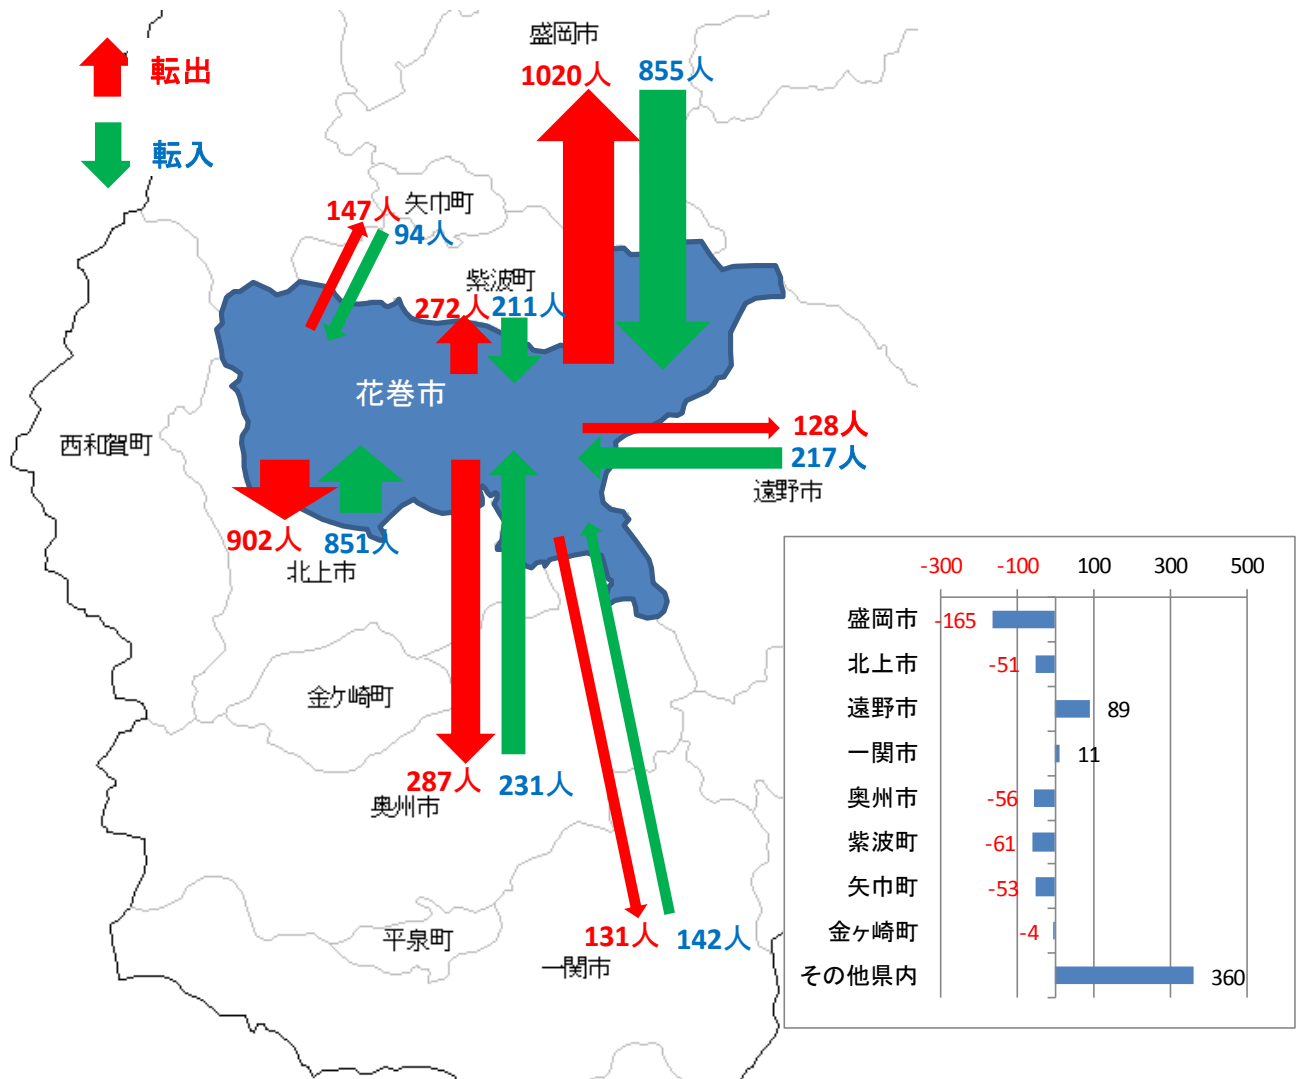 盛岡市
転出
1020人
855人
転入
矢巾町
147人
94人
紫波町
272人
211人
花巻市
128人
西和賀町
217人
遠野市
902人
851人
北上市
金ケ崎町
287人
231人
奥州市
131人
142人
平泉町
一関市
-300 -100 100 300 500
盛岡市 -165
北上市 -51
遠野市 89
一関市 11
奥州市 -56
紫波町 -61
矢巾町 -53
金ヶ崎町 -4
その他県内 360